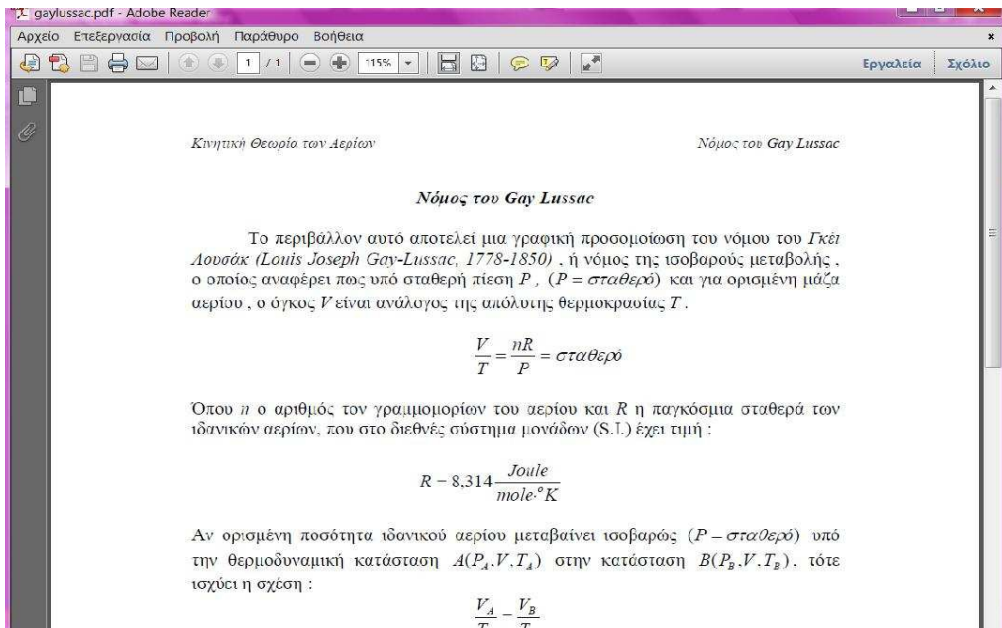 gaylussac.pdf - Adobe Reader
Αρχείο Επεξεργασία Προβολή Παράθυρο Βοήθεια
1 / 1 115% Εργαλεία Σχόλιο
Κινητική Θεωρία των Αερίων Νόμος του Gay Lussac
Νόμος του Gay Lussac
Το περιβάλλον αυτό αποτελεί μια γραφική προσομοίωση του νόμου του Γκέι
Λουσάκ (Louis Joseph Gay-Lussac, 1778-1850) , ή νόμος της ισοβαρούς μεταβολής ,
ο οποίος αναφέρει πως υπό σταθερή πίεση P , (P = σταθερό) και για ορισμένη μάζα
αερίου , ο όγκος V είναι ανάλογος της απόλυτης θερμοκρασίας T .
V/T = nR/P = σταθερό
Όπου n ο αριθμός τον γραμμομορίων του αερίου και R η παγκόσμια σταθερά των
ιδανικών αερίων, που στο διεθνές σύστημα μονάδων (S.I.) έχει τιμή :
R = 8,314 Joule/mole·°K
Αν ορισμένη ποσότητα ιδανικού αερίου μεταβαίνει ισοβαρώς (P = σταθερό) υπό
την θερμοδυναμική κατάσταση A(P_A,V,T_A) στην κατάσταση B(P_B,V,T_B), τότε
ισχύει η σχέση :
V_A/T = V_B/T